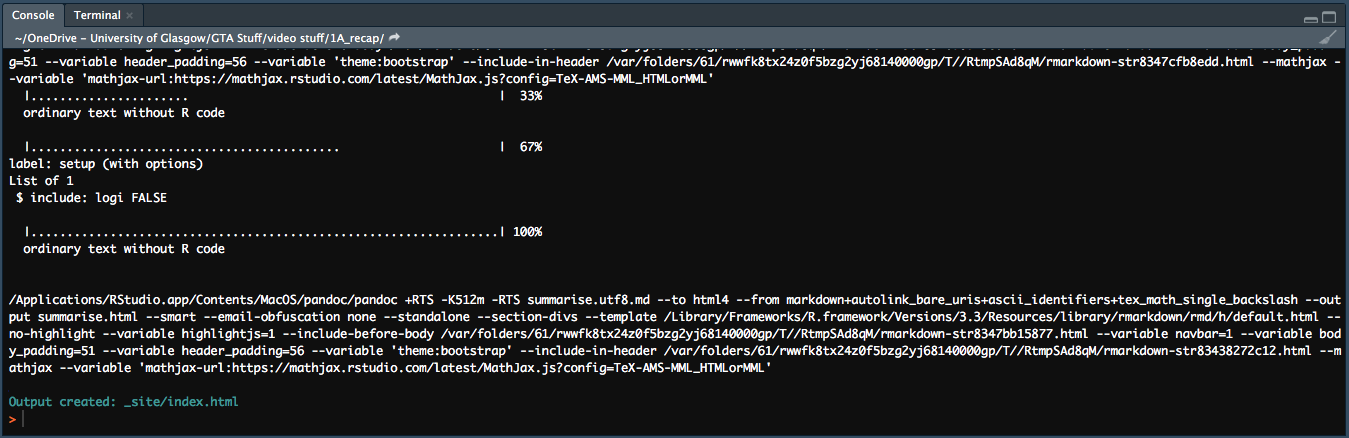 Console Terminal ×
~/OneDrive – University of Glasgow/GTA Stuff/video stuff/1A_recap/
g=51 --variable header_padding=56 --variable 'theme:bootstrap' --include-in-header /var/folders/61/rwwfk8tx24z0f5bzg2yj68140000gp/T//RtmpSAd8qM/rmarkdown-str8347cfb8edd.html --mathjax -
-variable 'mathjax-url:https://mathjax.rstudio.com/latest/MathJax.js?config=TeX-AMS-MML_HTMLorMML'
|...................... | 33%
ordinary text without R code
|........................................... | 67%
label: setup (with options)
List of 1
$ include: logi FALSE
|.................................................................| 100%
ordinary text without R code
/Applications/RStudio.app/Contents/MacOS/pandoc/pandoc +RTS -K512m -RTS summarise.utf8.md --to html4 --from markdown+autolink_bare_uris+ascii_identifiers+tex_math_single_backslash --out
put summarise.html --smart --email-obfuscation none --standalone --section-divs --template /Library/Frameworks/R.framework/Versions/3.3/Resources/library/rmarkdown/rmd/h/default.html --
no-highlight --variable highlightjs=1 --include-before-body /var/folders/61/rwwfk8tx24z0f5bzg2yj68140000gp/T//RtmpSAd8qM/rmarkdown-str8347bb15877.html --variable navbar=1 --variable bod
y_padding=51 --variable header_padding=56 --variable 'theme:bootstrap' --include-in-header /var/folders/61/rwwfk8tx24z0f5bzg2yj68140000gp/T//RtmpSAd8qM/rmarkdown-str83438272c12.html --m
athjax --variable 'mathjax-url:https://mathjax.rstudio.com/latest/MathJax.js?config=TeX-AMS-MML_HTMLorMML'
Output created: _site/index.html
>